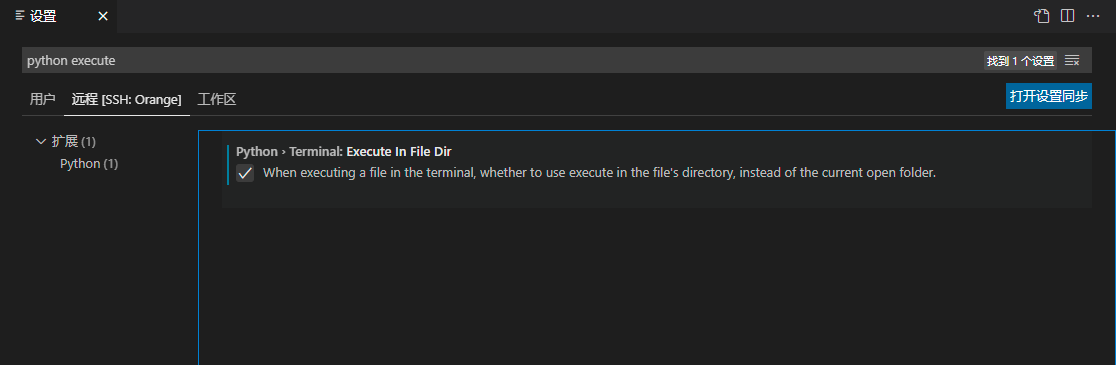 设置
python execute
找到 1 个设置
用户 远程 [SSH: Orange] 工作区
打开设置同步
扩展 (1)
Python (1)
Python › Terminal: Execute In File Dir
When executing a file in the terminal, whether to use execute in the file's directory, instead of the current open folder.